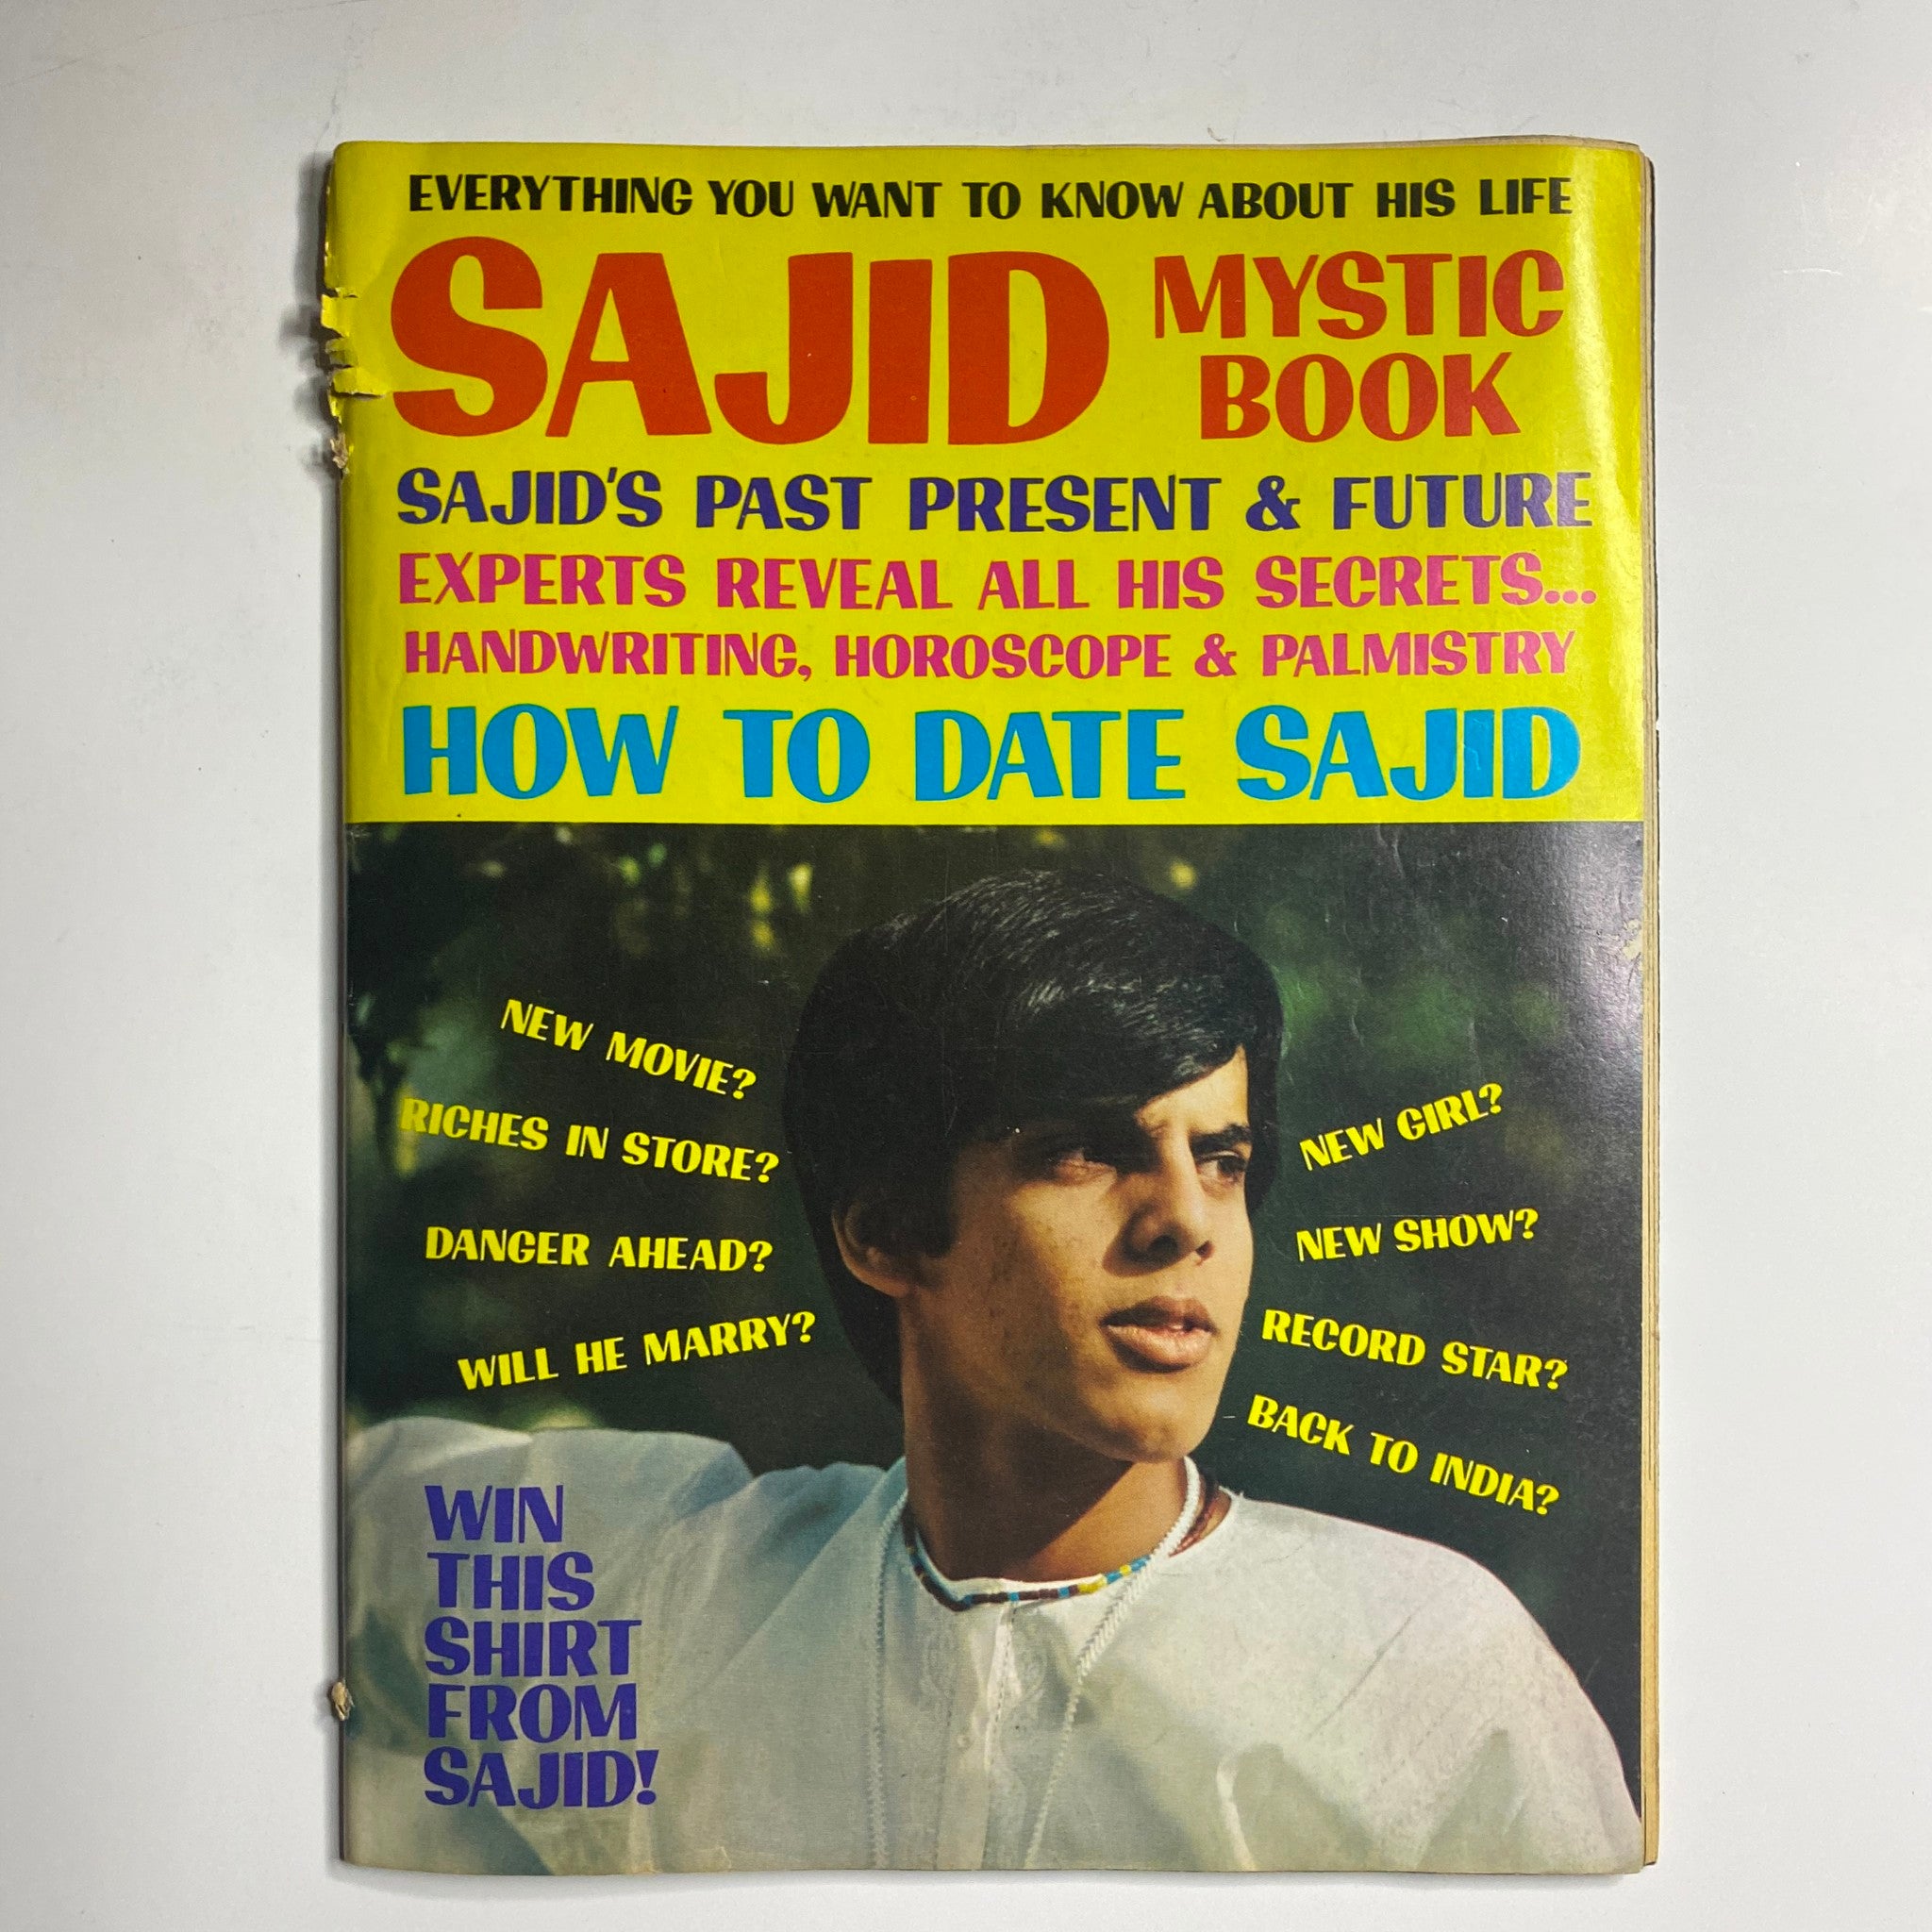 EVERYTHING YOU WANT TO KNOW ABOUT HIS LIFE
SAJID MYSTIC
BOOK
SAJID'S PAST PRESENT & FUTURE
EXPERTS REVEAL ALL HIS SECRETS...
HANDWRITING, HOROSCOPE & PALMISTRY
HOW TO DATE SAJID
NEW MOVIE?
RICHES IN STORE?
DANGER AHEAD?
WILL HE MARRY?
NEW GIRL?
NEW SHOW?
RECORD STAR?
BACK TO INDIA?
WIN
THIS
SHIRT
FROM
SAJID!